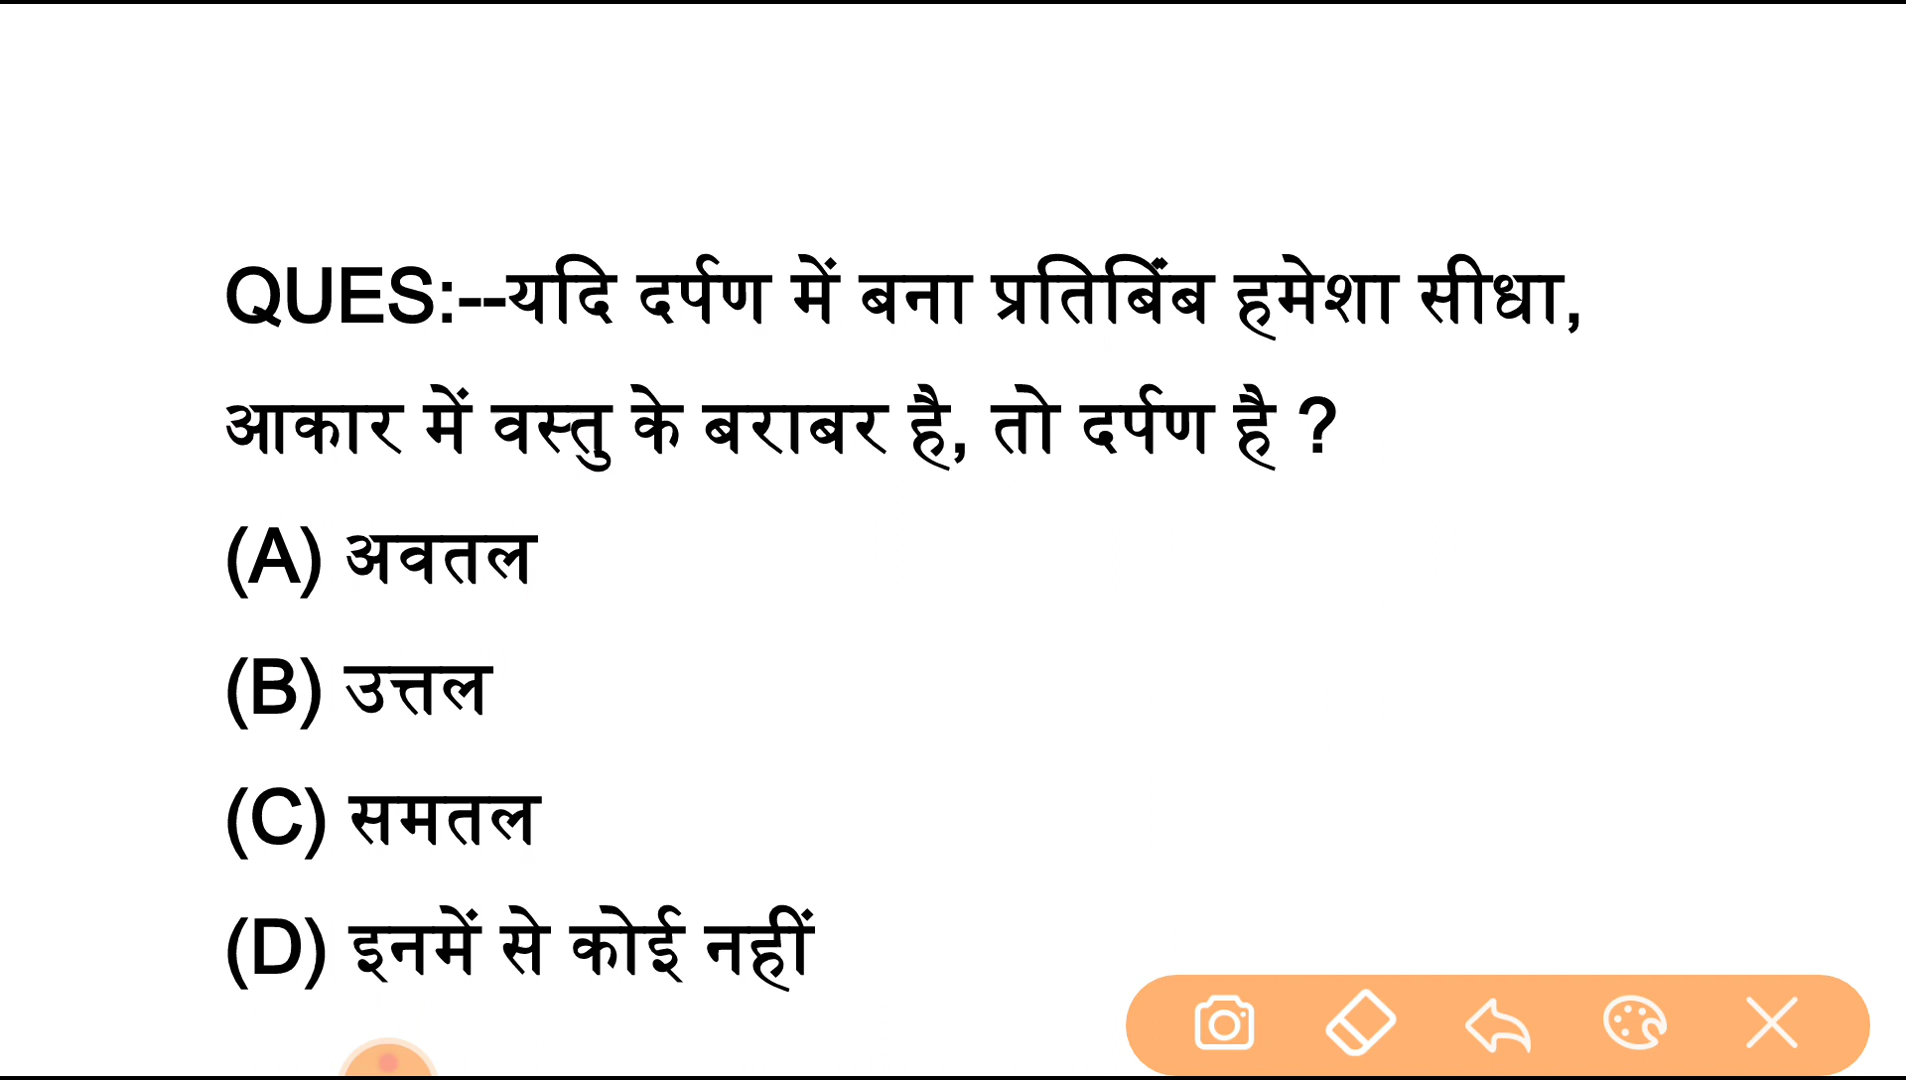 QUES:--यदि दर्पण में बना प्रतिबिंब हमेशा सीधा,
आकार में वस्तु के बराबर है, तो दर्पण है ?
(A) अवतल
(B) उत्तल
(C) समतल
(D) इनमें से कोई नहीं